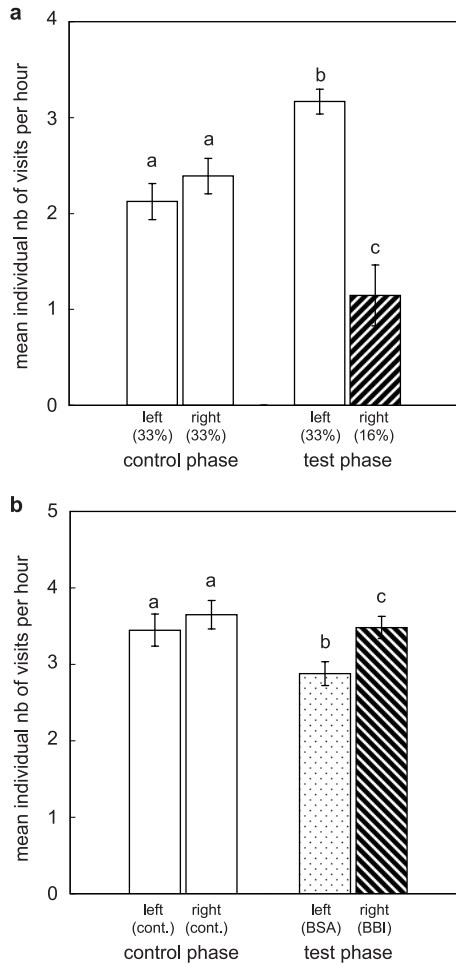 a
mean individual nb of visits per hour
4
3
2
1
0
a a b c
left right left right
(33%) (33%) (33%) (16%)
control phase test phase
b
mean individual nb of visits per hour
5
4
3
2
1
0
a a b c
left right left right
(cont.) (cont.) (BSA) (BBI)
control phase test phase